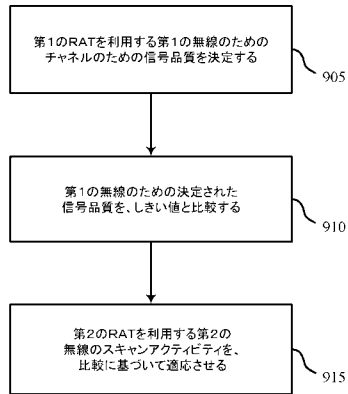 第1のRATを利用する第1の無線のための
チャネルのための信号品質を決定する
905
第1の無線のための決定された
信号品質を、しきい値と比較する
910
第2のRATを利用する第2の
無線のスキャンアクティビティを、
比較に基づいて適応させる
915